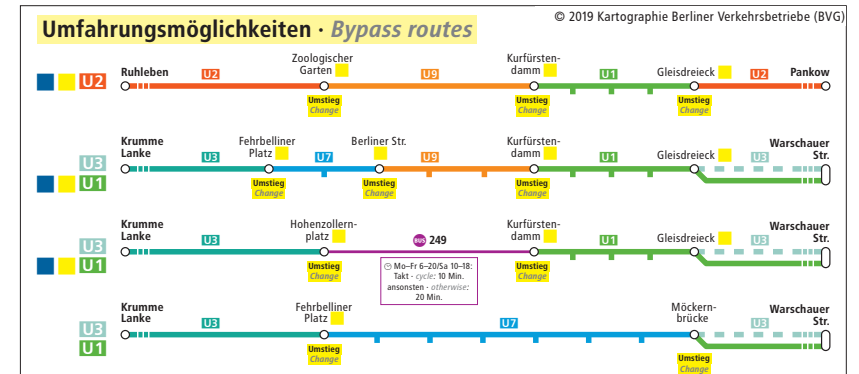 © 2019 Kartographie Berliner Verkehrsbetriebe (BVG)
Umfahrungsmöglichkeiten · Bypass routes
U2
Ruhleben
U2
Zoologischer
Garten
U9
Kurfürsten-
damm
U1
Gleisdreieck
U2
Pankow
Umstieg
Change
Umstieg
Change
Umstieg
Change
U3
U1
Krumme
Lanke
U3
Fehrbelliner
Platz
U7
Berliner Str.
U9
Kurfürsten-
damm
U1
Gleisdreieck
U3
Warschauer
Str.
Umstieg
Change
Umstieg
Change
Umstieg
Change
U3
U1
Krumme
Lanke
U3
Hohenzollern-
platz
BUS 249
Kurfürsten-
damm
U1
Gleisdreieck
U3
Warschauer
Str.
Umstieg
Change
Mo–Fr 6–20/Sa 10–18:
Takt · cycle: 10 Min.
ansonsten · otherwise:
20 Min.
Umstieg
Change
U3
U1
Krumme
Lanke
U3
Fehrbelliner
Platz
U7
Möckern-
brücke
U3
Warschauer
Str.
Umstieg
Change
Umstieg
Change